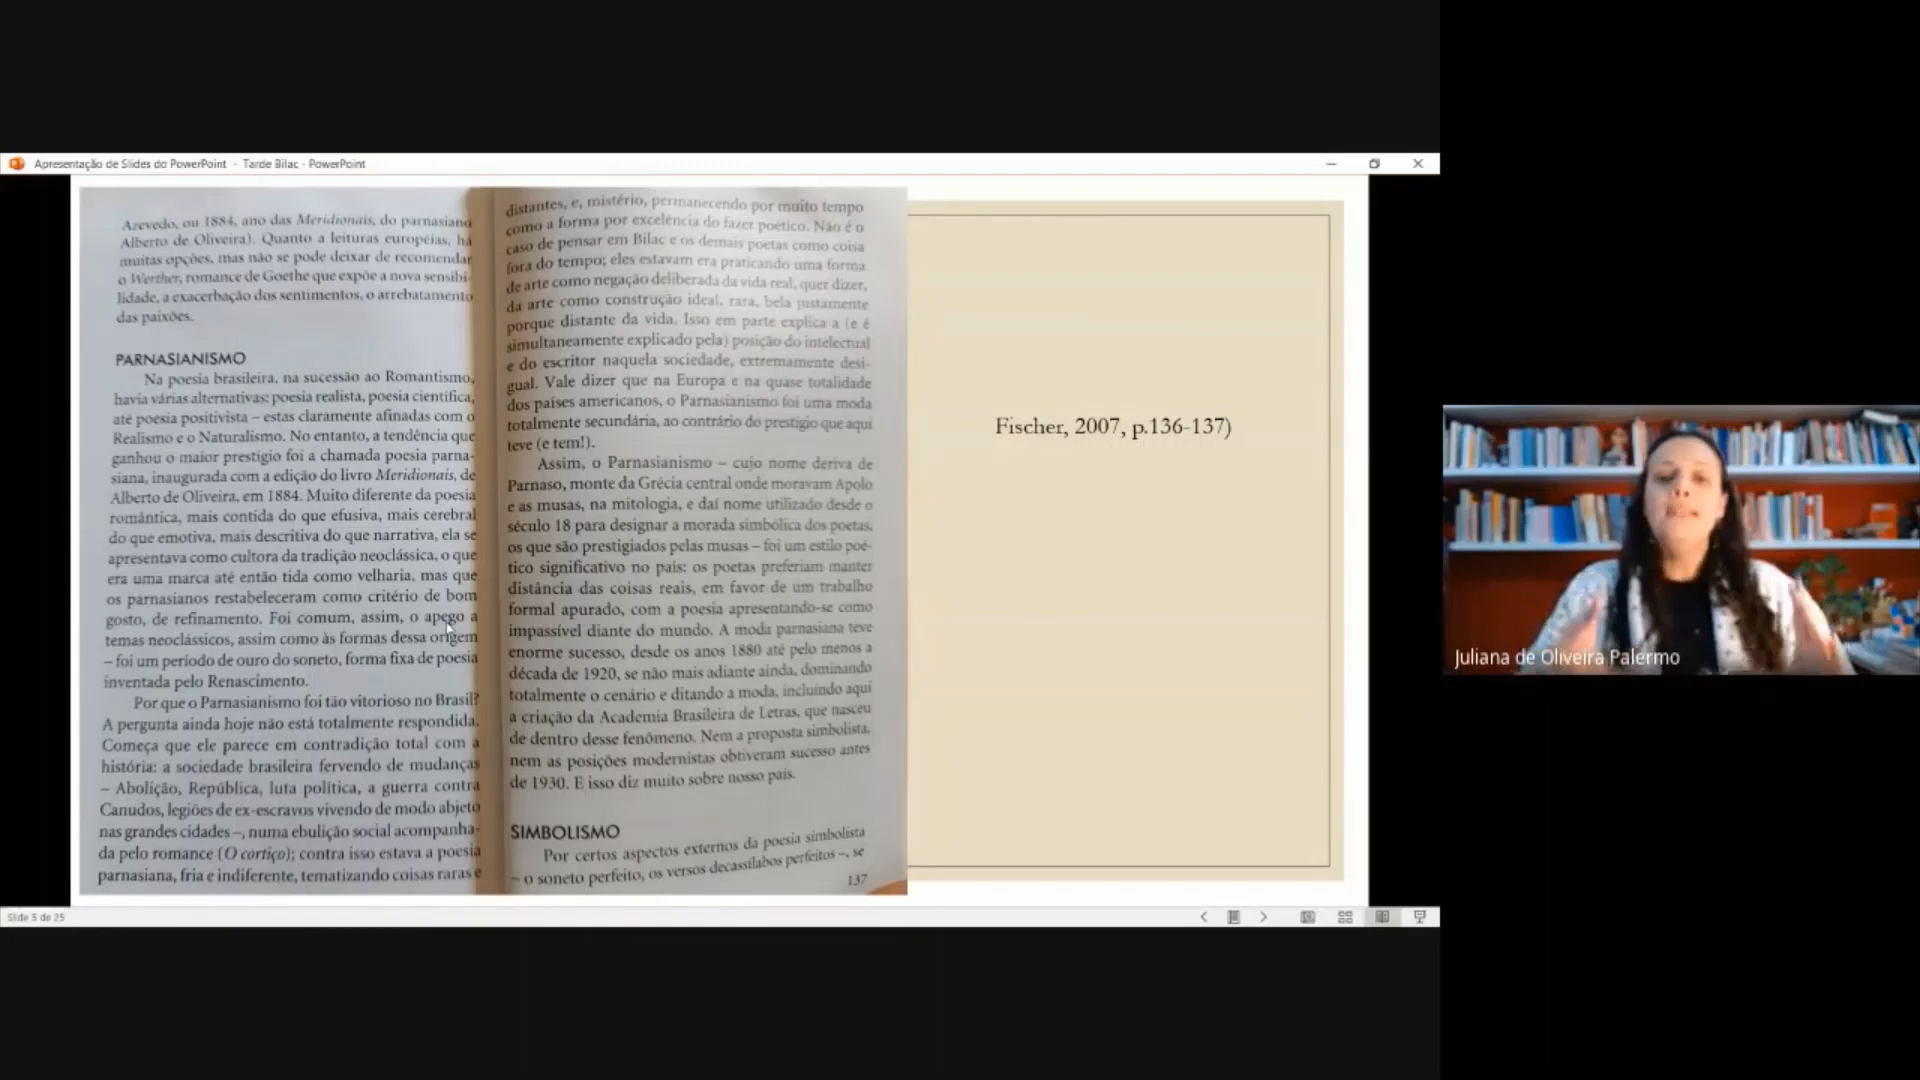 Apresentação de Slides do PowerPoint - Tarde Bilac - PowerPoint
Azevedo, ou 1884, ano das Meridionais, do parnasiano
Alberto de Oliveira). Quanto a leituras européias, há
muitas opções, mas não se pode deixar de recomendar
o Werther, romance de Goethe que expõe a nova sensibi-
lidade, a exacerbação dos sentimentos, o arrebatamento
das paixões.
PARNASIANISMO
Na poesia brasileira, na sucessão ao Romantismo,
havia várias alternativas: poesia realista, poesia científica,
até poesia positivista – estas claramente afinadas com o
Realismo e o Naturalismo. No entanto, a tendência que
ganhou o maior prestígio foi a chamada poesia parna-
siana, inaugurada com a edição do livro Meridionais, de
Alberto de Oliveira, em 1884. Muito diferente da poesia
romântica, mais contida do que efusiva, mais cerebral
do que emotiva, mais descritiva do que narrativa, ela se
apresentava como cultora da tradição neoclássica, o que
era uma marca até então tida como velharia, mas que
os parnasianos restabeleceram como critério de bom
gosto, de refinamento. Foi comum, assim, o apego a
temas neoclássicos, assim como às formas dessa origem
– foi um período de ouro do soneto, forma fixa de poesia
inventada pelo Renascimento.
Por que o Parnasianismo foi tão vitorioso no Brasil?
A pergunta ainda hoje não está totalmente respondida.
Começa que ele parece em contradição total com a
história: a sociedade brasileira fervendo de mudanças
– Abolição, República, luta política, a guerra contra
Canudos, legiões de ex-escravos vivendo de modo abjeto
nas grandes cidades –, numa ebulição social acompanha-
da pelo romance (O cortiço); contra isso estava a poesia
parnasiana, fria e indiferente, tematizando coisas raras e
distantes, e, mistério, permanecendo por muito tempo
como a forma por excelência do fazer poético. Não é o
caso de pensar em Bilac e os demais poetas como coisa
fora do tempo; eles estavam era praticando uma forma
de arte como negação deliberada da vida real, quer dizer,
da arte como construção ideal, rara, bela justamente
porque distante da vida. Isso em parte explica a (e é
simultaneamente explicado pela) posição do intelectual
e do escritor naquela sociedade, extremamente desi-
gual. Vale dizer que na Europa e na quase totalidade
dos países americanos, o Parnasianismo foi uma moda
totalmente secundária, ao contrário do prestígio que aqui
teve (e tem!).
Assim, o Parnasianismo – cujo nome deriva de
Parnaso, monte da Grécia central onde moravam Apolo
e as musas, na mitologia, e daí nome utilizado desde o
século 18 para designar a morada simbólica dos poetas,
os que são prestigiados pelas musas – foi um estilo poé-
tico significativo no país: os poetas preferiam manter
distância das coisas reais, em favor de um trabalho
formal apurado, com a poesia apresentando-se como
impassível diante do mundo. A moda parnasiana teve
enorme sucesso, desde os anos 1880 até pelo menos a
década de 1920, se não mais adiante ainda, dominando
totalmente o cenário e ditando a moda, incluindo aqui
a criação da Academia Brasileira de Letras, que nasceu
de dentro desse fenômeno. Nem a proposta simbolista,
nem as posições modernistas obtiveram sucesso antes
de 1930. E isso diz muito sobre nosso país.
SIMBOLISMO
Por certos aspectos externos da poesia simbolista
– o soneto perfeito, os versos decassílabos perfeitos –, se
137
Fischer, 2007, p.136-137)
Juliana de Oliveira Palermo
Slide 5 de 25